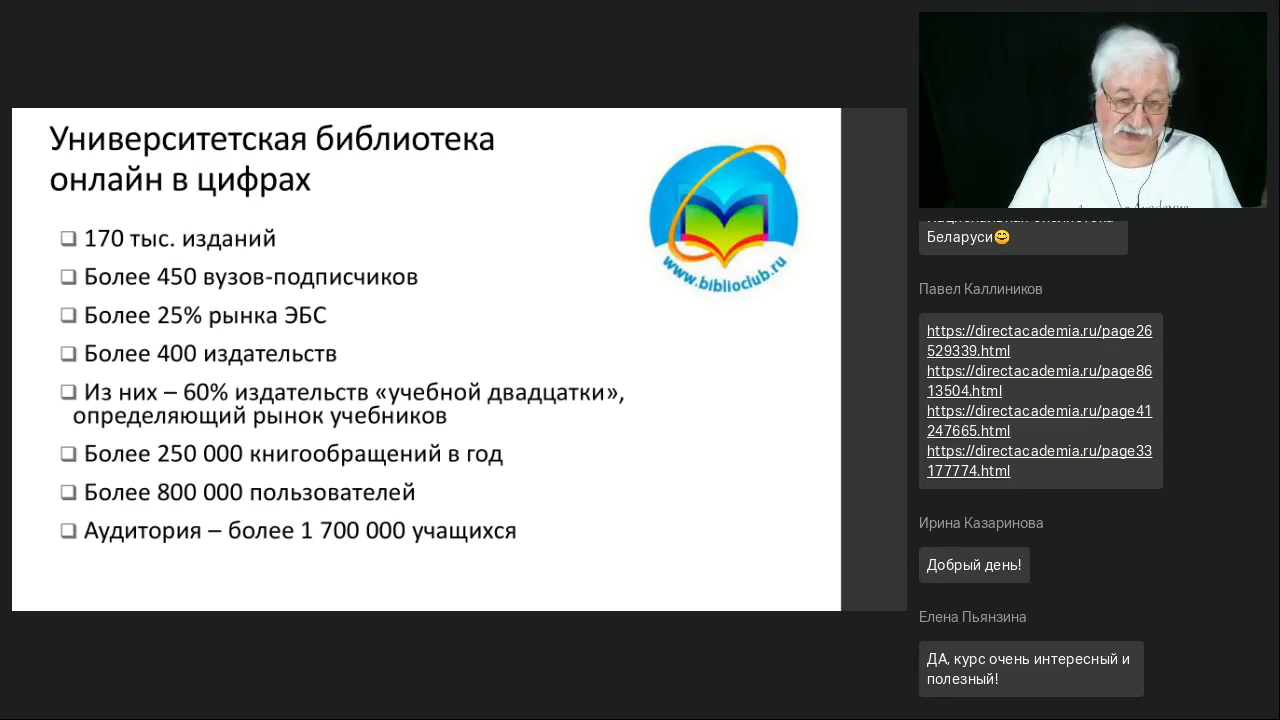 Университетская библиотека
онлайн в цифрах
170 тыс. изданий
Более 450 вузов-подписчиков
Более 25% рынка ЭБС
Более 400 издательств
Из них – 60% издательств «учебной двадцатки»,
определяющий рынок учебников
Более 250 000 книгообращений в год
Более 800 000 пользователей
Аудитория – более 1 700 000 учащихся
www.biblioclub.ru
Национальная библиотека
Беларуси😊
Павел Каллиников
https://directacademia.ru/page26
529339.html
https://directacademia.ru/page86
13504.html
https://directacademia.ru/page41
247665.html
https://directacademia.ru/page33
177774.html
Ирина Казаринова
Добрый день!
Елена Пьянзина
ДА, курс очень интересный и
полезный!